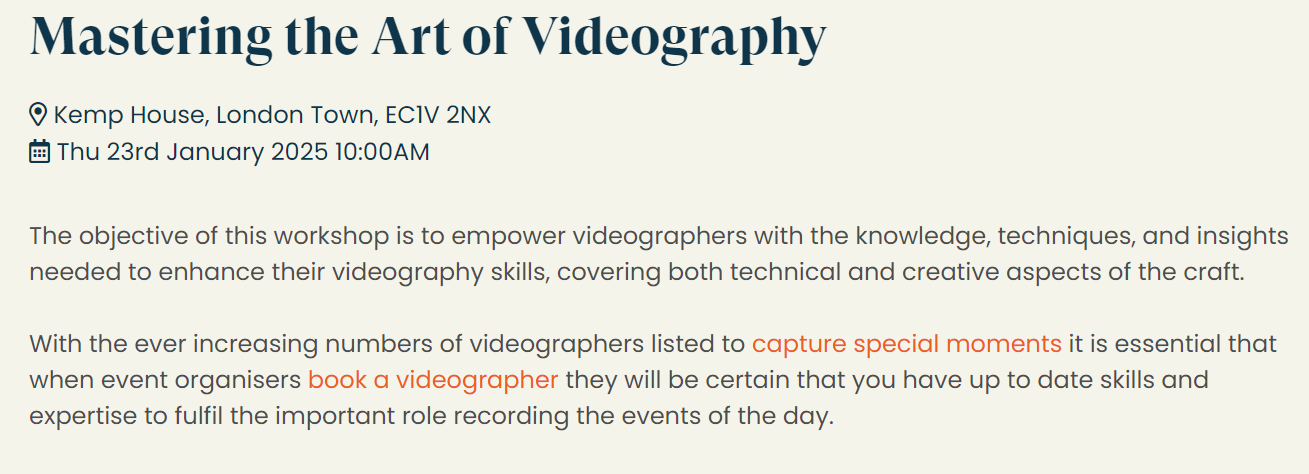 Mastering the Art of Videography
Kemp House, London Town, EC1V 2NX
Thu 23rd January 2025 10:00AM
The objective of this workshop is to empower videographers with the knowledge, techniques, and insights
needed to enhance their videography skills, covering both technical and creative aspects of the craft.
With the ever increasing numbers of videographers listed to capture special moments it is essential that
when event organisers book a videographer they will be certain that you have up to date skills and
expertise to fulfil the important role recording the events of the day.